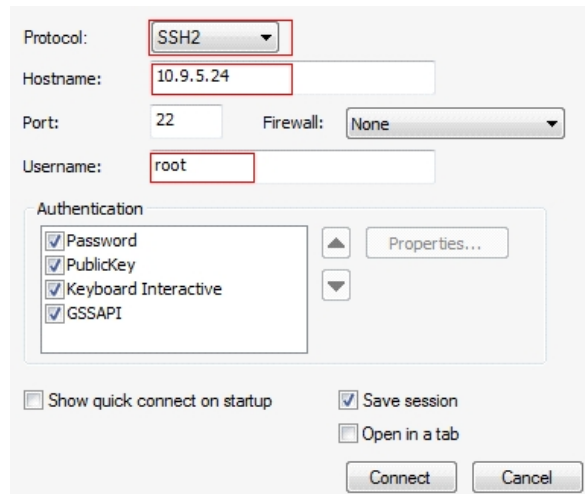 Protocol: SSH2
Hostname: 10.9.5.24
Port: 22 Firewall: None
Username: root
Authentication
Password
PublicKey
Keyboard Interactive
GSSAPI
Properties...
Show quick connect on startup
Save session
Open in a tab
Connect Cancel